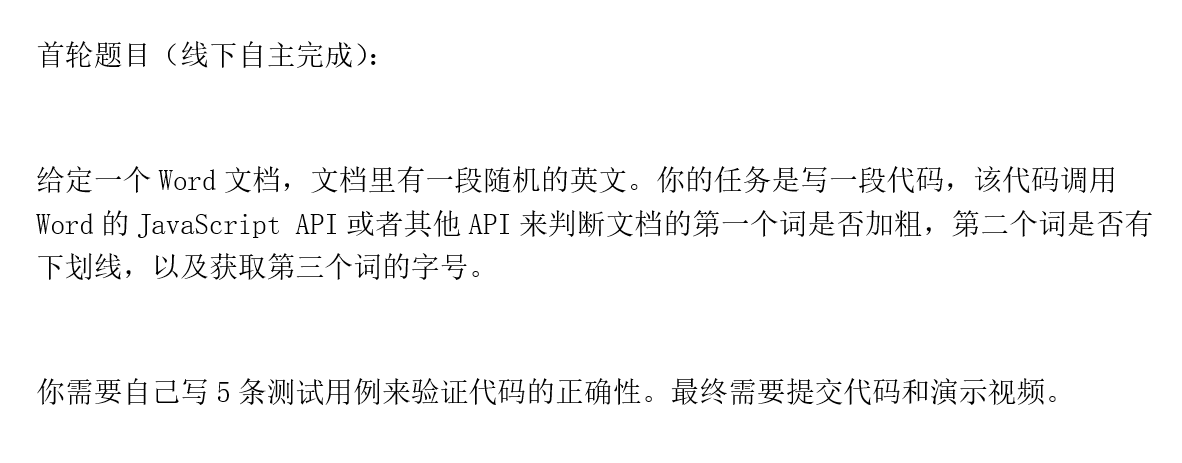 首轮题目（线下自主完成）：
给定一个 Word 文档，文档里有一段随机的英文。你的任务是写一段代码，该代码调用
Word 的 JavaScript API 或者其他 API 来判断文档的第一个词是否加粗，第二个词是否有
下划线，以及获取第三个词的字号。
你需要自己写 5 条测试用例来验证代码的正确性。最终需要提交代码和演示视频。